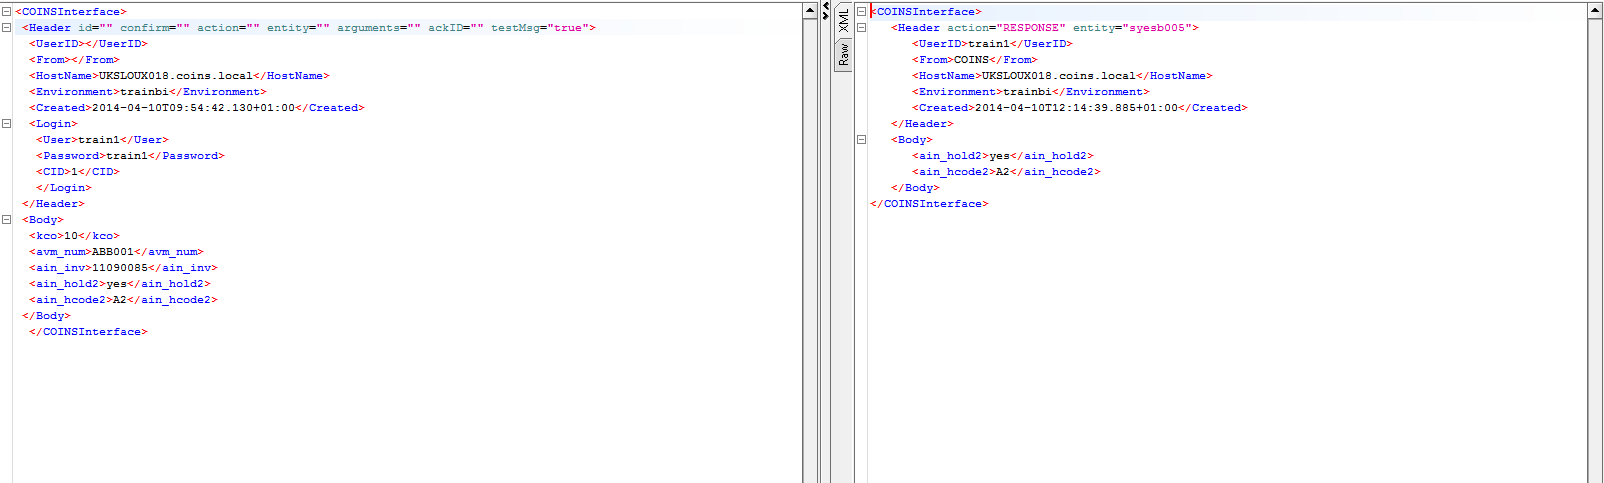 <COINSInterface>
<Header id="" confirm="" action="" entity="" arguments="" ackID="" testMsg="true">
<UserID></UserID>
<From></From>
<HostName>UKSLOUX018.coins.local</HostName>
<Environment>trainbi</Environment>
<Created>2014-04-10T09:54:42.130+01:00</Created>
<Login>
<User>train1</User>
<Password>train1</Password>
<CID>1</CID>
</Login>
</Header>
<Body>
<kco>10</kco>
<avm_num>ABB001</avm_num>
<ain_inv>11090085</ain_inv>
<ain_hold2>yes</ain_hold2>
<ain_hcode2>A2</ain_hcode2>
</Body>
</COINSInterface>
XML
Raw
<COINSInterface>
<Header action="RESPONSE" entity="syesb005">
<UserID>train1</UserID>
<From>COINS</From>
<HostName>UKSLOUX018.coins.local</HostName>
<Environment>trainbi</Environment>
<Created>2014-04-10T12:14:39.885+01:00</Created>
</Header>
<Body>
<ain_hold2>yes</ain_hold2>
<ain_hcode2>A2</ain_hcode2>
</Body>
</COINSInterface>